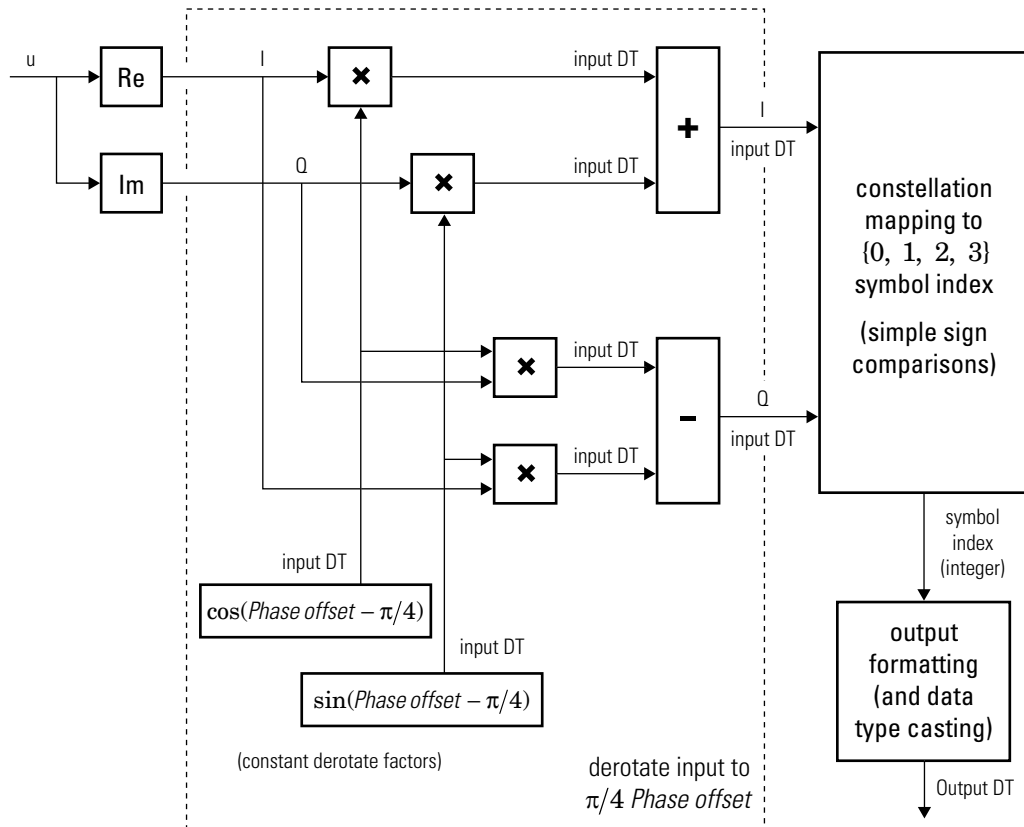 u
Re
I
×
input DT
+
I
input DT
Im
Q
×
input DT
constellation
mapping to
{0, 1, 2, 3}
symbol index
(simple sign
comparisons)
×
input DT
−
Q
input DT
×
input DT
symbol
index
(integer)
input DT
cos(Phase offset − π/4)
input DT
sin(Phase offset − π/4)
(constant derotate factors)
derotate input to
π/4 Phase offset
output
formatting
(and data
type casting)
Output DT